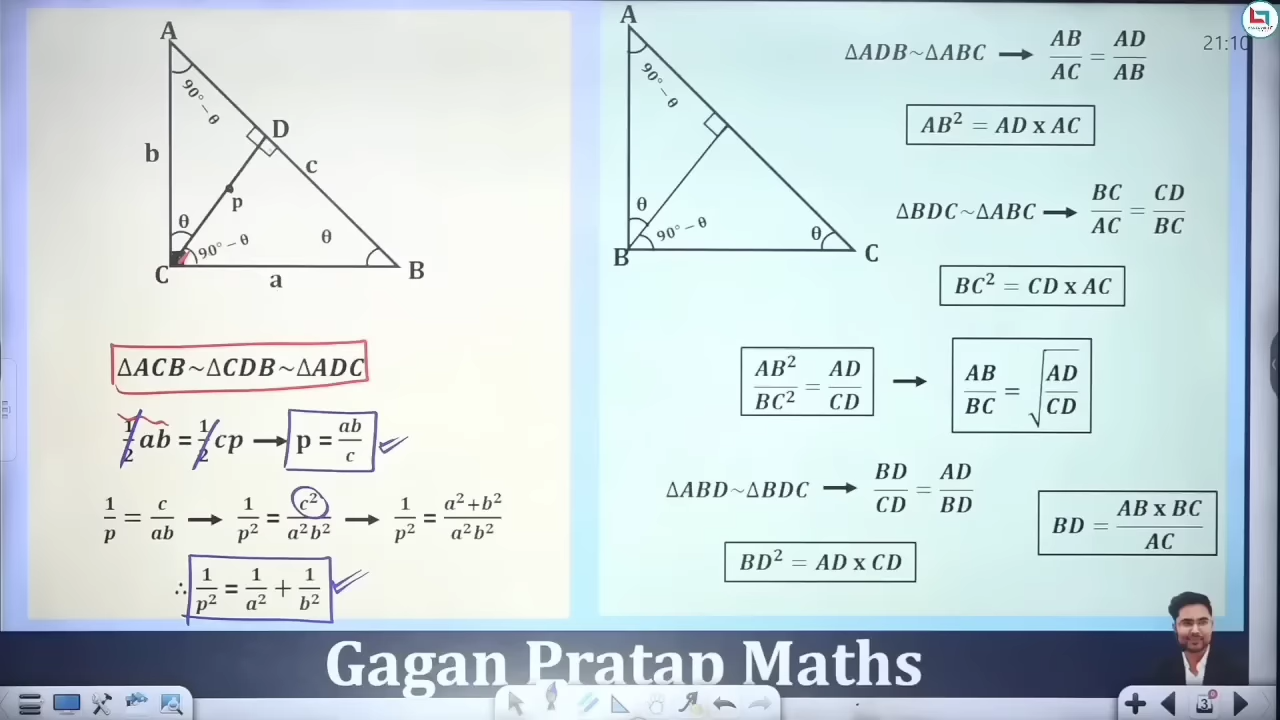 A
90° − θ
D
b
c
p
θ
90° − θ
θ
C
a
B
ΔACB~ΔCDB~ΔADC
1/2 ab = 1/2 cp → p = ab/c
1/p = c/ab → 1/p² = c²/a²b² → 1/p² = a²+b²/a²b²
∴ 1/p² = 1/a² + 1/b²
A
90° − θ
θ
90° − θ
θ
B
C
21:10
ΔADB~ΔABC → AB/AC = AD/AB
AB² = AD x AC
ΔBDC~ΔABC → BC/AC = CD/BC
BC² = CD x AC
AB²/BC² = AD/CD → AB/BC = √AD/CD
ΔABD~ΔBDC → BD/CD = AD/BD
BD = AB x BC/AC
BD² = AD x CD
Gagan Pratap Maths
3